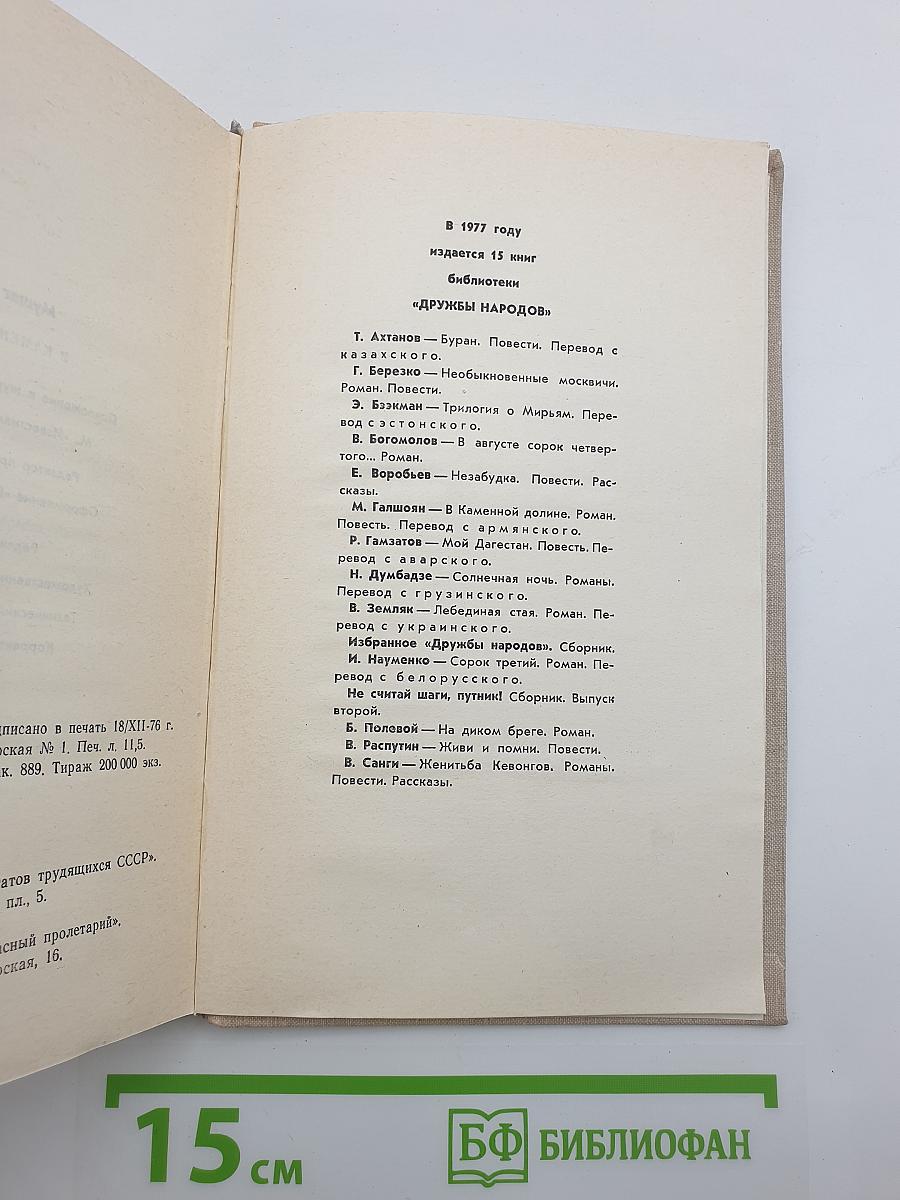 писано в печать 18/XII-76 г.
рская № 1. Печ. л. 11,5.
к. 889. Тираж 200 000 экз.
атов трудящихся СССР».
пл., 5.
асный пролетарий».
рская, 16.
В 1977 году
издается 15 книг
библиотеки
«ДРУЖБЫ НАРОДОВ»
Т. Ахтанов — Буран. Повести. Перевод с
казахского.
Г. Березко — Необыкновенные москвичи.
Роман. Повести.
Э. Бээкман — Трилогия о Мирьям. Пере-
вод с эстонского.
В. Богомолов — В августе сорок четвер-
того... Роман.
Е. Воробьев — Незабудка. Повести. Рас-
сказы.
М. Галшоян — В Каменной долине. Роман.
Повесть. Перевод с армянского.
Р. Гамзатов — Мой Дагестан. Повесть. Пе-
ревод с аварского.
Н. Думбадзе — Солнечная ночь. Романы.
Перевод с грузинского.
В. Земляк — Лебединая стая. Роман. Пе-
ревод с украинского.
Избранное «Дружбы народов». Сборник.
И. Науменко — Сорок третий. Роман. Пе-
ревод с белорусского.
Не считай шаги, путник! Сборник. Выпуск
второй.
Б. Полевой — На диком бреге. Роман.
В. Распутин — Живи и помни. Повести.
В. Санги — Женитьба Кевонгов. Романы.
Повести. Рассказы.
15 см
БФ БИБЛИОФАН